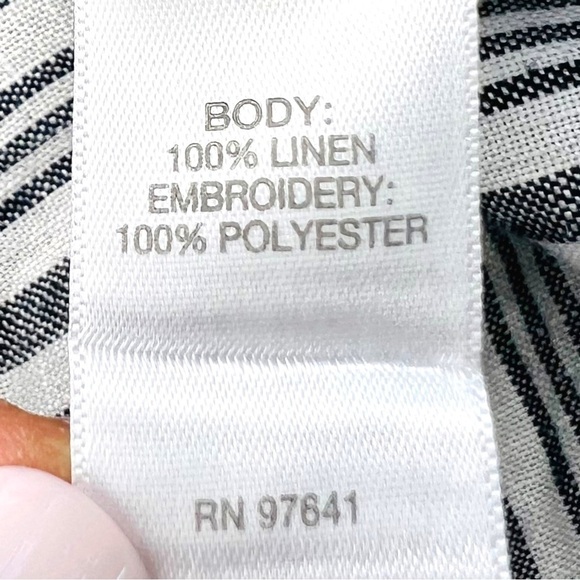 BODY:
100% LINEN
EMBROIDERY:
100% POLYESTER
RN 97641